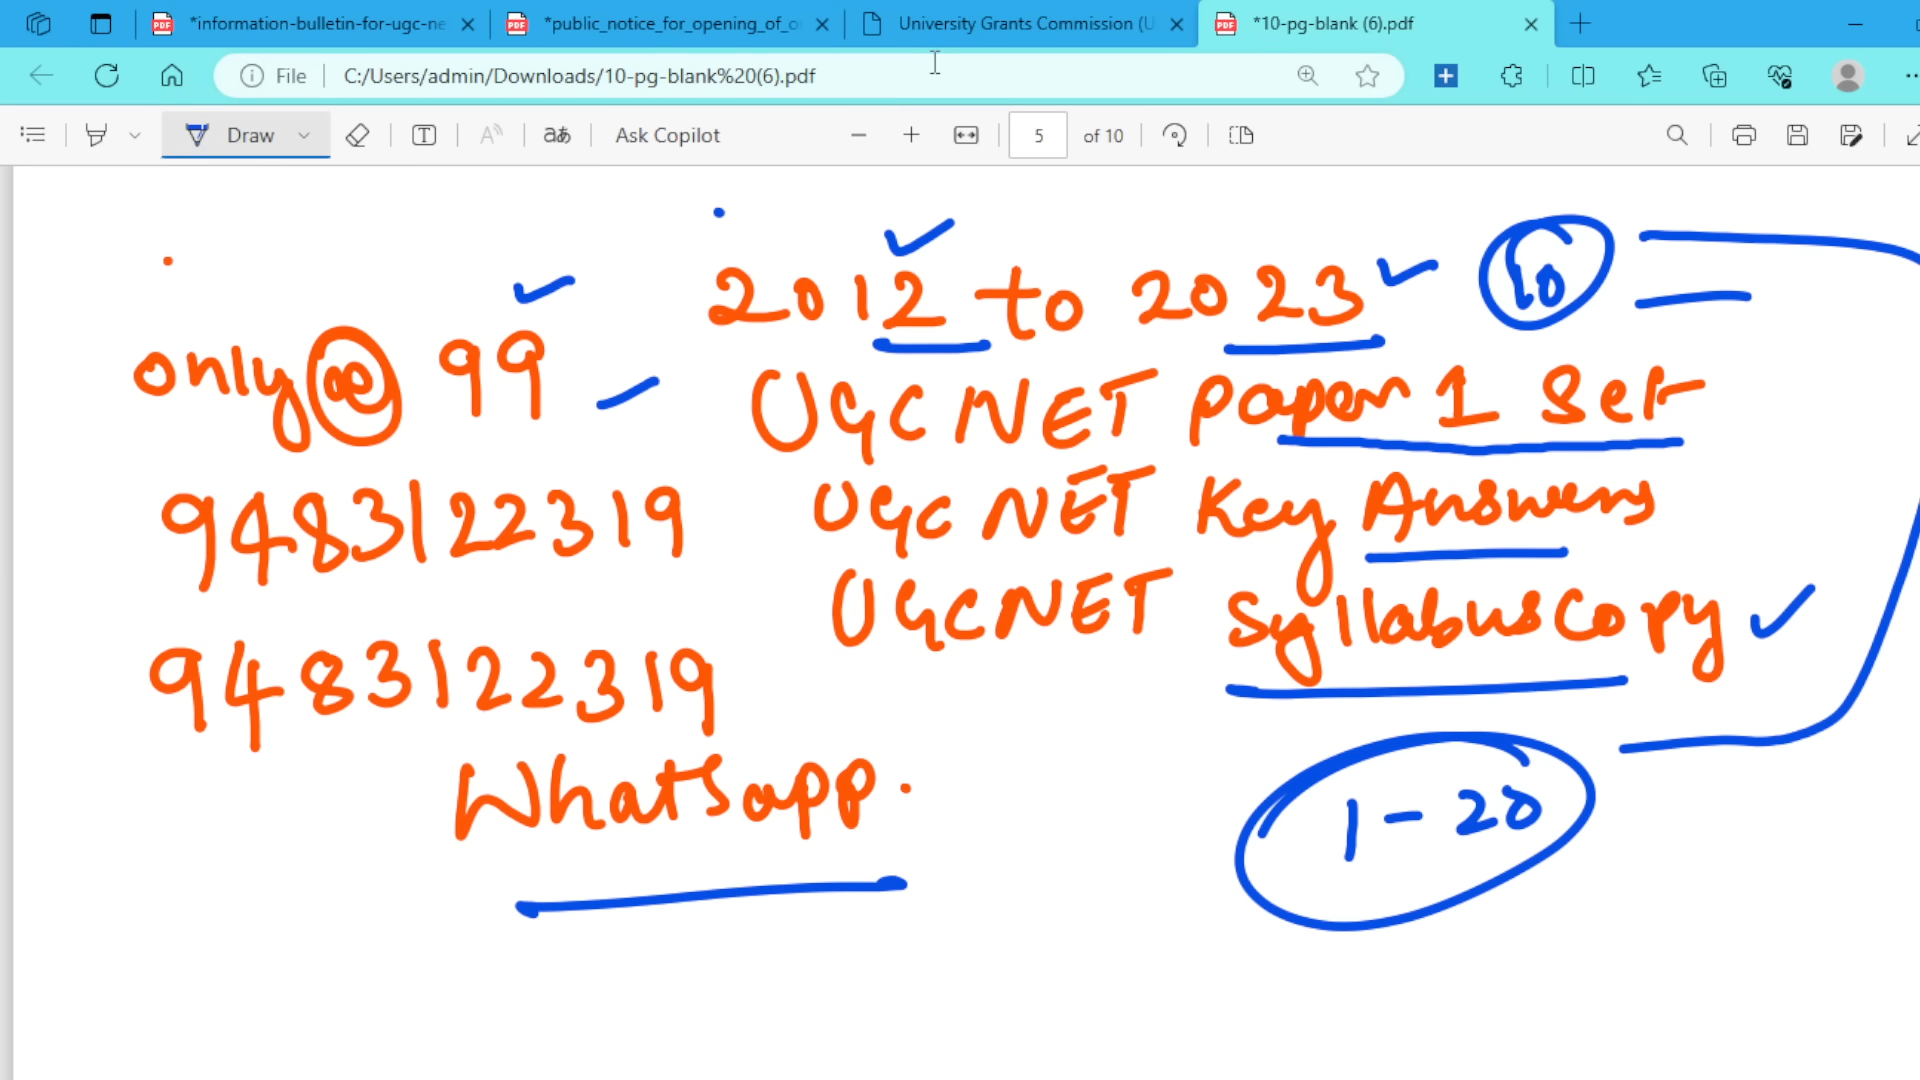 *information-bulletin-for-ugc-ne
*public_notice_for_opening_of_o
University Grants Commission (U
*10-pg-blank (6).pdf
File
C:/Users/admin/Downloads/10-pg-blank%20(6).pdf
Draw
Ask Copilot
5 of 10
only @ 99
9483122319
9483122319
Whatsapp.
2012 to 2023
10
UGC NET Paper 1 Set
UGC NET Key Answers
UGCNET Syllabus Copy
1 - 20